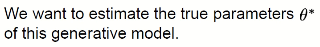 We want to estimate the true parameters θ*
of this generative model.